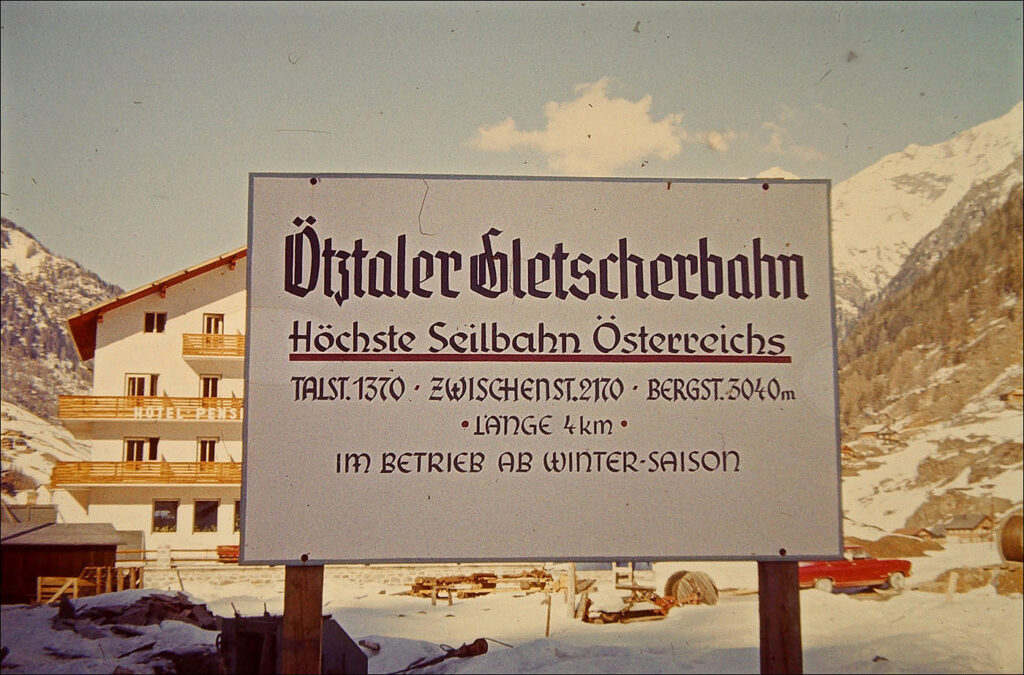 Ötztaler Gletscherbahn
Höchste Seilbahn Österreichs
TALST. 1370 · ZWISCHENST. 2170 · BERGST. 3040m
• LÄNGE 4km •
IM BETRIEB AB WINTER-SAISON
HOTEL-PENSI